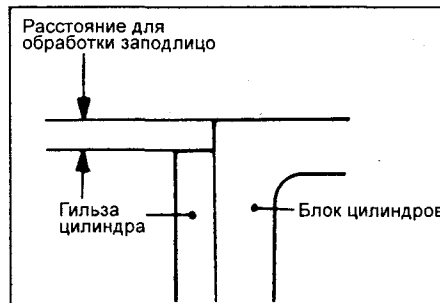 Расстояние для
обработки заподлицо
Гильза
цилиндра
Блок цилиндров